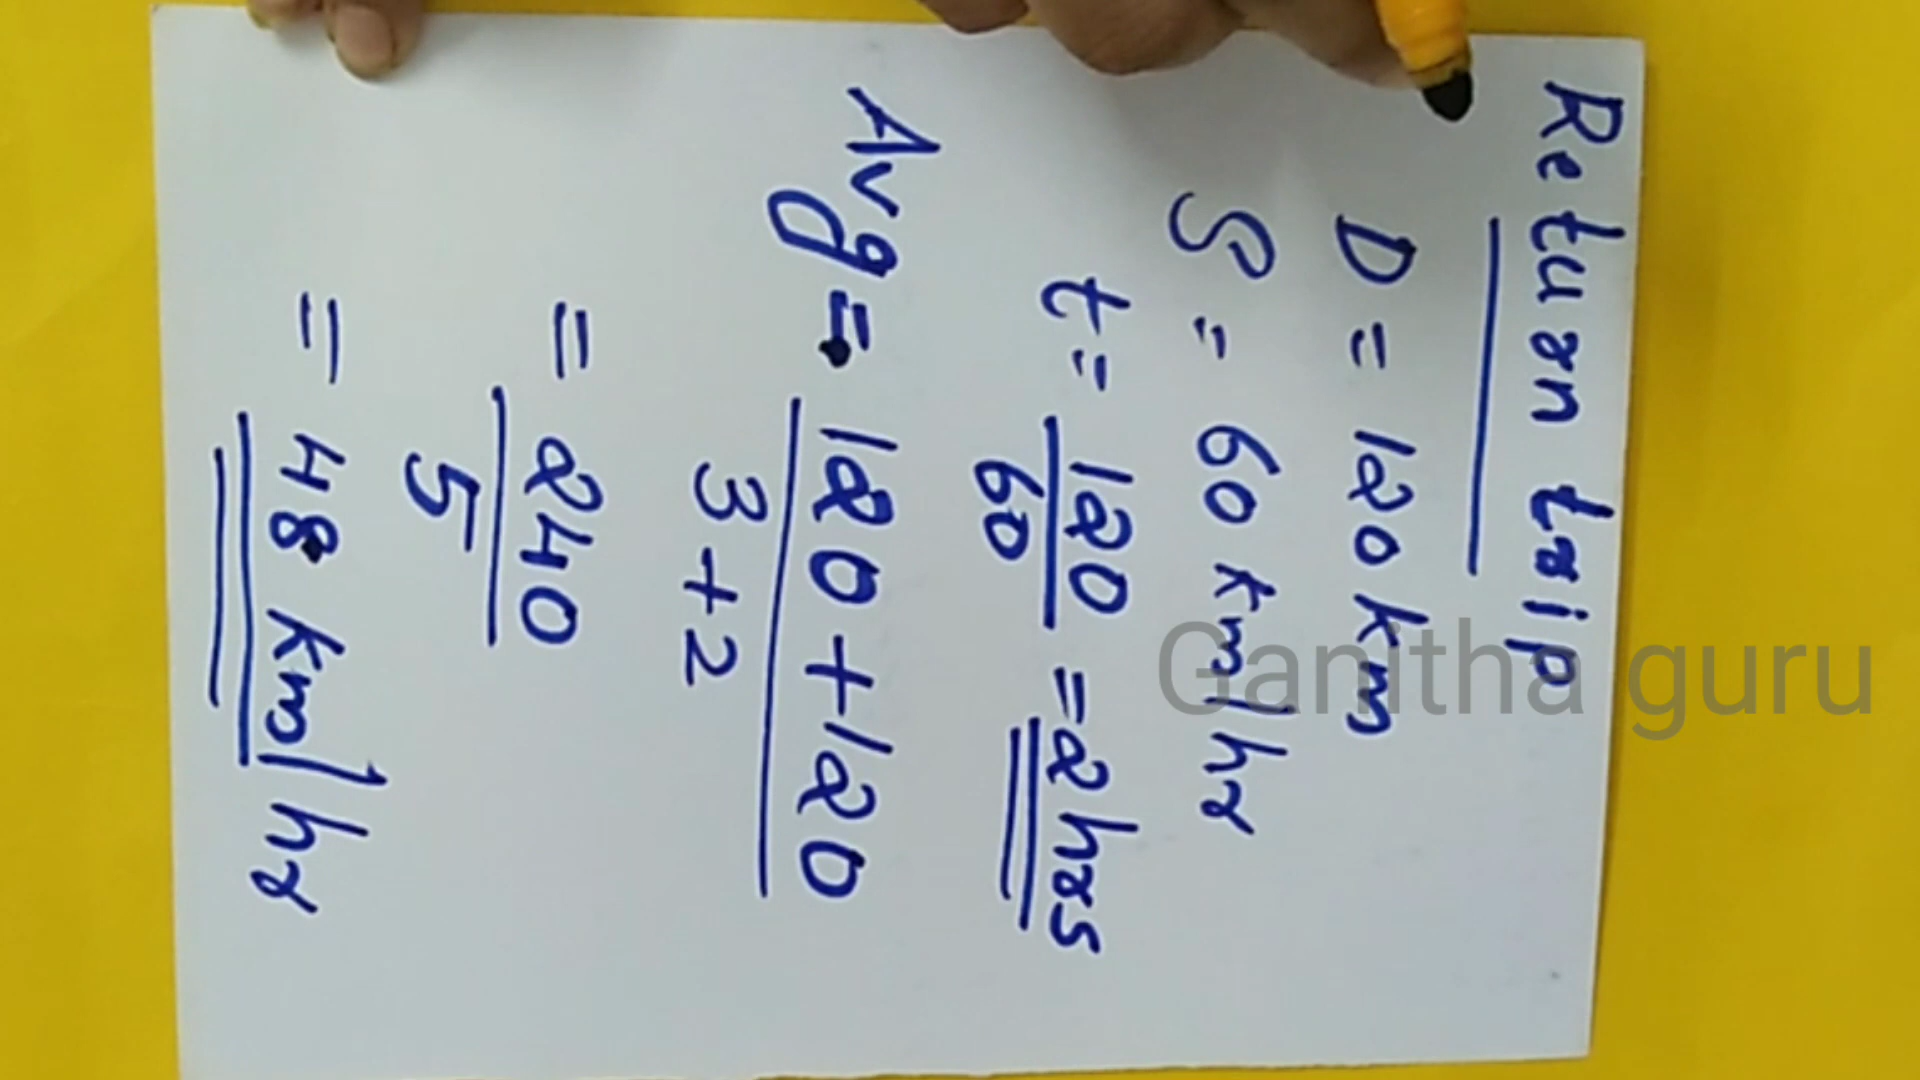 Return trip
D = 120 km
S = 60 km/hr
t = 120/60 = 2 hrs
Avg = 120 + 120 / 3 + 2
= 240/5
= 48 km/hr
Ganitha guru